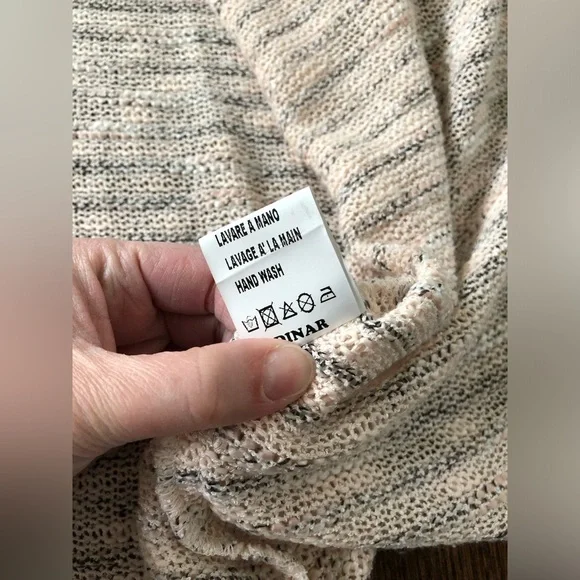 LAVARE A MANO
LAVAGE A' LA MAIN
HAND WASH
DINAR